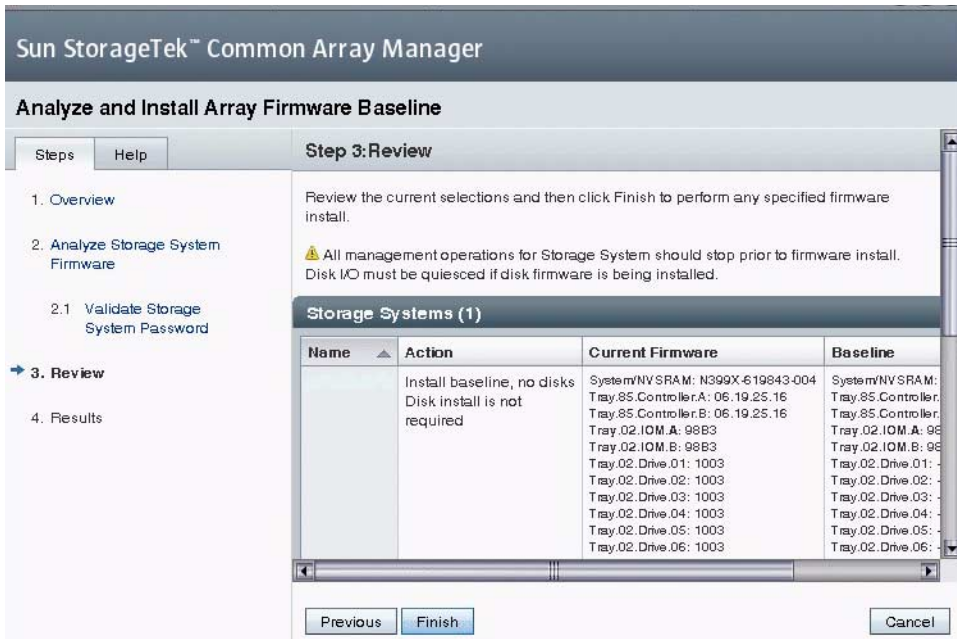 Sun StorageTek™ Common Array Manager
Analyze and Install Array Firmware Baseline
Steps
Help
1. Overview
2. Analyze Storage System
Firmware
2.1 Validate Storage
System Password
3. Review
4. Results
Step 3:Review
Review the current selections and then click Finish to perform any specified firmware
install.
All management operations for Storage System should stop prior to firmware install.
Disk I/O must be quiesced if disk firmware is being installed.
Storage Systems (1)
Name Action Current Firmware Baseline
Install baseline, no disks
Disk install is not
required
System/NVSRAM: N399X-619843-004
Tray.85.Controller.A: 06.19.25.16
Tray.85.Controller.B: 06.19.25.16
Tray.02.IOM.A: 98B3
Tray.02.IOM.B: 98B3
Tray.02.Drive.01: 1003
Tray.02.Drive.02: 1003
Tray.02.Drive.03: 1003
Tray.02.Drive.04: 1003
Tray.02.Drive.05: 1003
Tray.02.Drive.06: 1003
System/NVSRAM:
Tray.85.Controller.
Tray.85.Controller.
Tray.02.IOM.A: 98
Tray.02.IOM.B: 98
Tray.02.Drive.01: -
Tray.02.Drive.02: -
Tray.02.Drive.03: -
Tray.02.Drive.04: -
Tray.02.Drive.05: -
Tray.02.Drive.06: -
Previous
Finish
Cancel